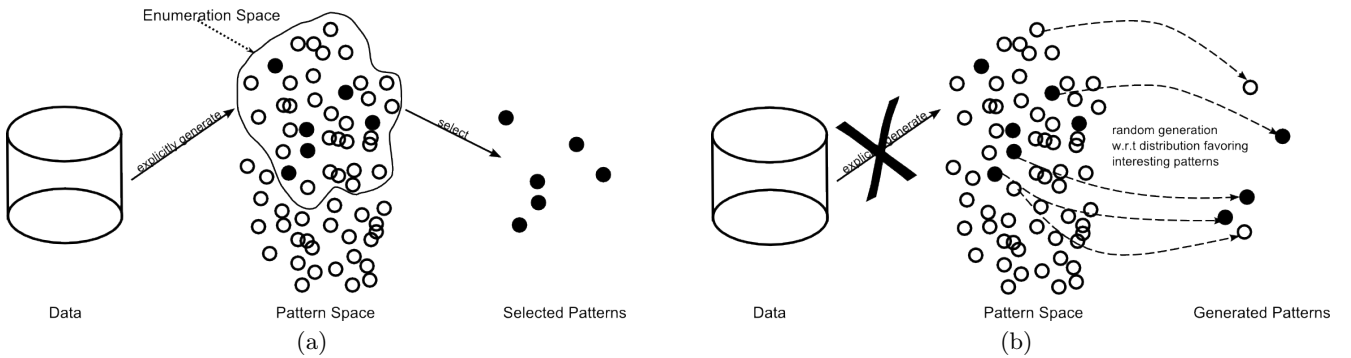 Enumeration Space
explicitly generate
select
Data
Pattern Space
Selected Patterns
(a)
explicitly generate
random generation
w.r.t distribution favoring
interesting patterns
Data
Pattern Space
Generated Patterns
(b)